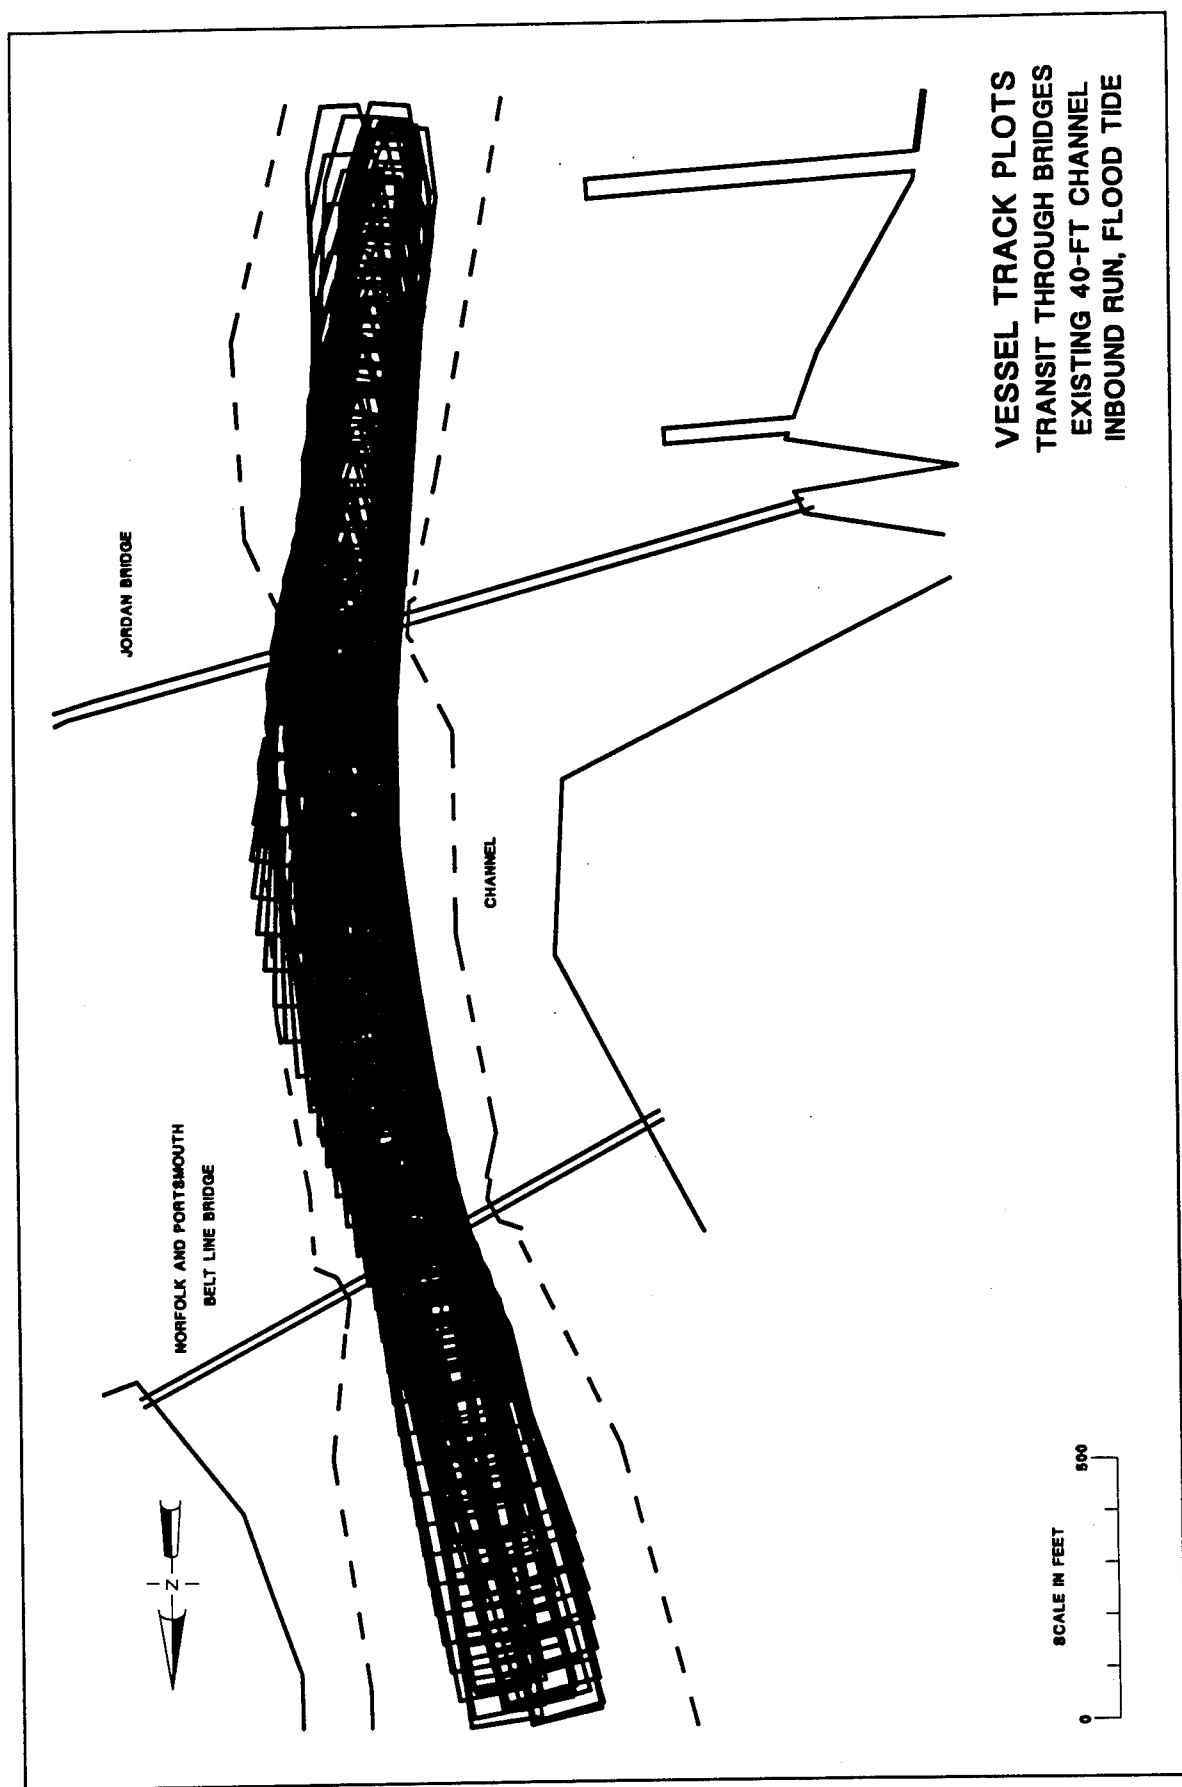 JORDAN BRIDGE
CHANNEL
NORFOLK AND PORTSMOUTH
BELT LINE BRIDGE
N
SCALE IN FEET
0
500
VESSEL TRACK PLOTS
TRANSIT THROUGH BRIDGES
EXISTING 40-FT CHANNEL
INBOUND RUN, FLOOD TIDE